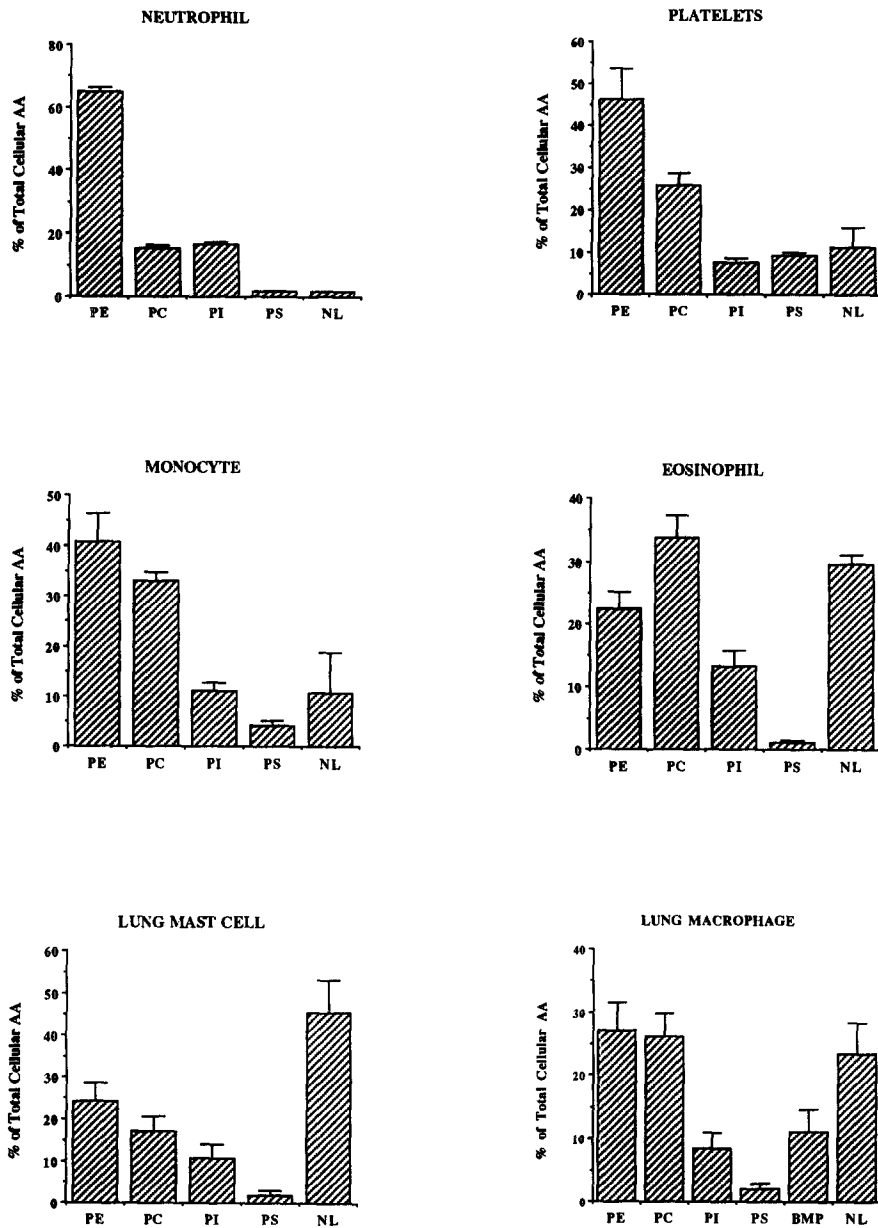 NEUTROPHIL
% of Total Cellular AA
80
60
40
20
0
PE PC PI PS NL
PLATELETS
% of Total Cellular AA
60
50
40
30
20
10
0
PE PC PI PS NL
MONOCYTE
% of Total Cellular AA
50
40
30
20
10
0
PE PC PI PS NL
EOSINOPHIL
% of Total Cellular AA
40
30
20
10
0
PE PC PI PS NL
LUNG MAST CELL
% of Total Cellular AA
60
50
40
30
20
10
0
PE PC PI PS NL
LUNG MACROPHAGE
% of Total Cellular AA
40
30
20
10
0
PE PC PI PS BMP NL